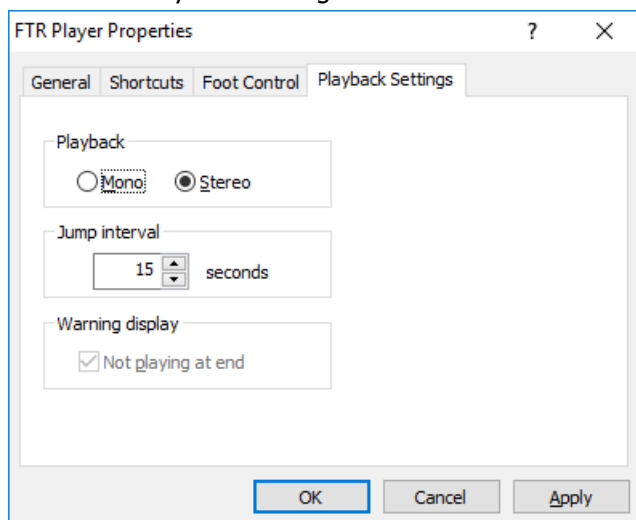 FTR Player Properties ? X
General Shortcuts Foot Control Playback Settings
Playback
Mono Stereo
Jump interval
15 seconds
Warning display
Not playing at end
OK Cancel Apply